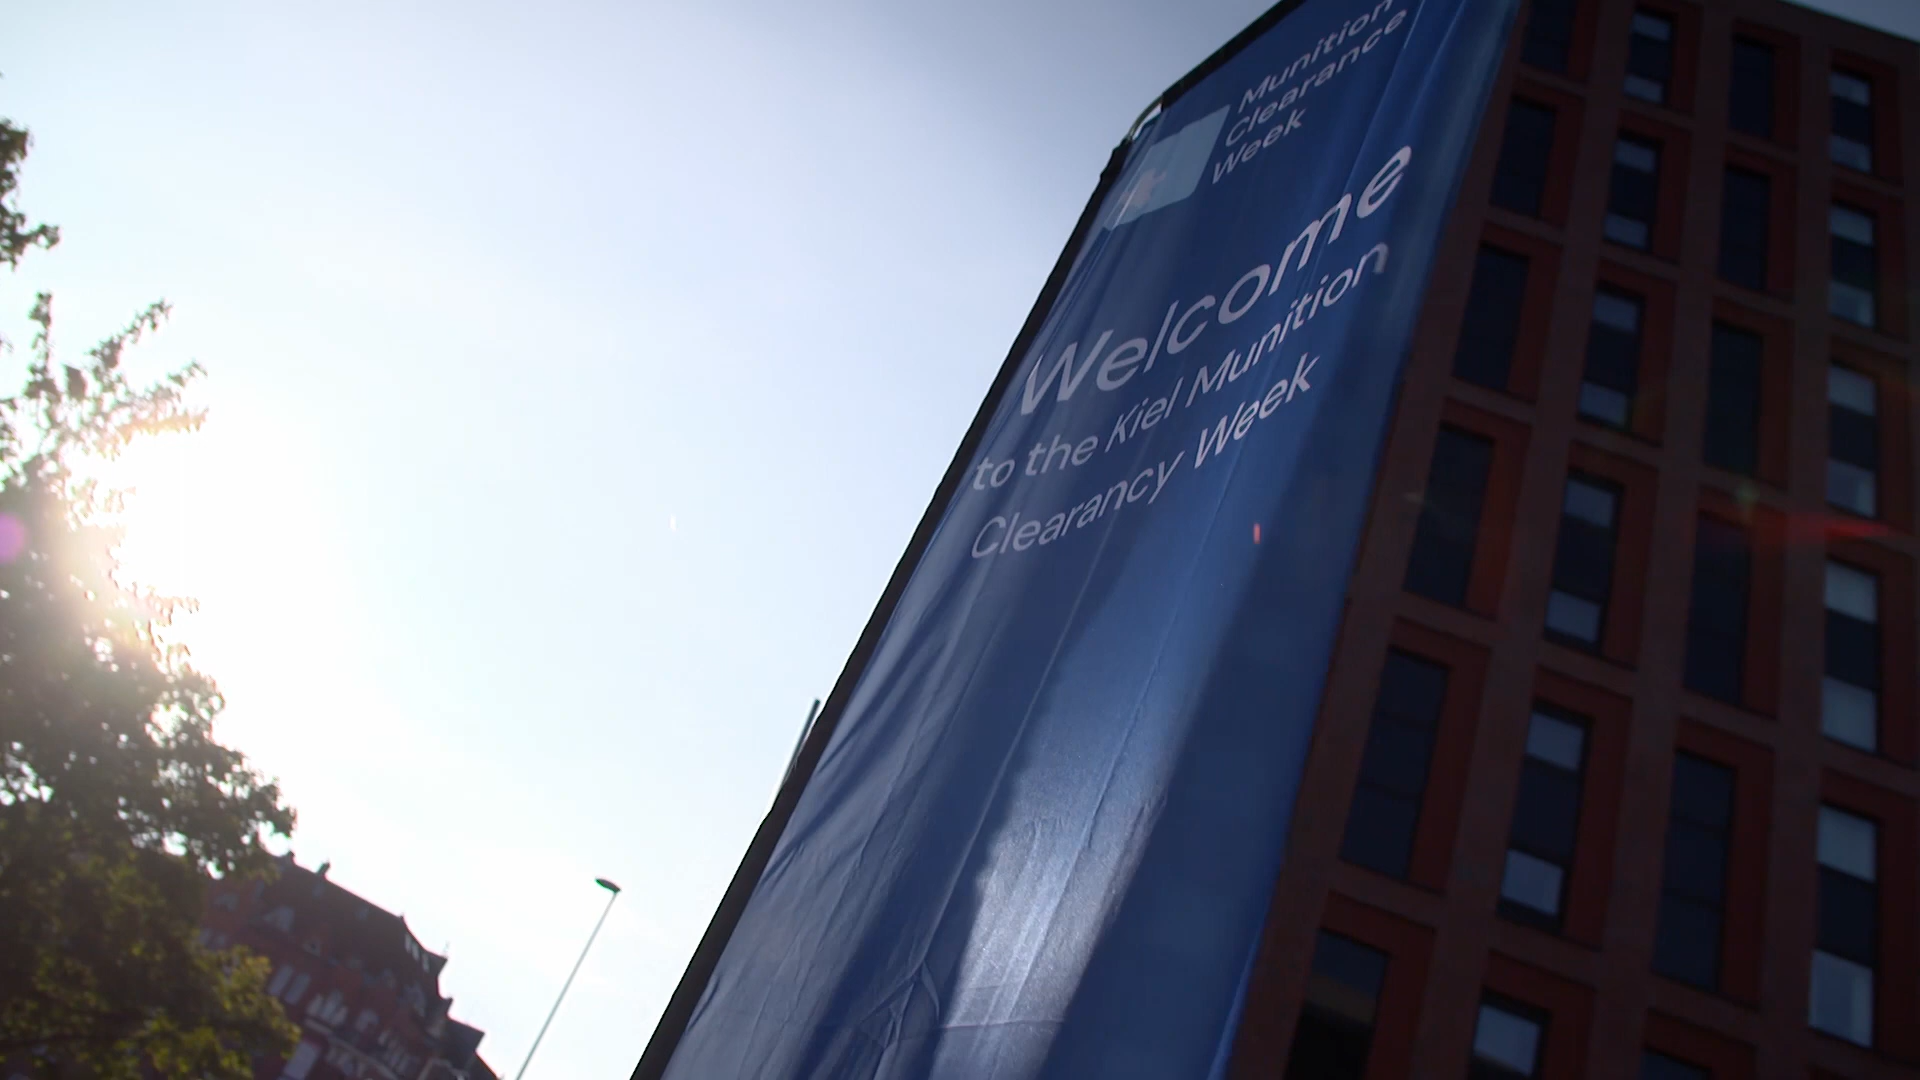 Munition
Clearance
Week
Welcome
to the Kiel Munition
Clearancy Week